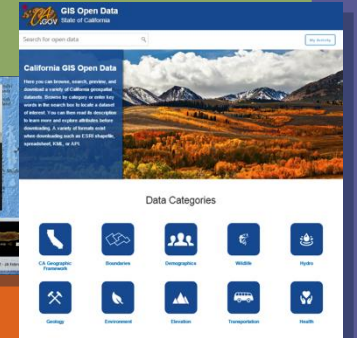 CA
.GOV
GIS Open Data
State of California
Search for open data
My Activity
California GIS Open Data
Here you can browse, search, preview, and
download a variety of California geospatial
datasets. Browse by category or enter key
words in the search box to locate a dataset
of interest. You can then read its description
to learn more and explore attributes before
downloading. A variety of formats exist
when downloading such as ESRI shapefile,
spreadsheet, KML, or API.
Data Categories
CA Geographic
Framework
Boundaries
Demographics
Wildlife
Hydro
Geology
Environment
Elevation
Transportation
Health